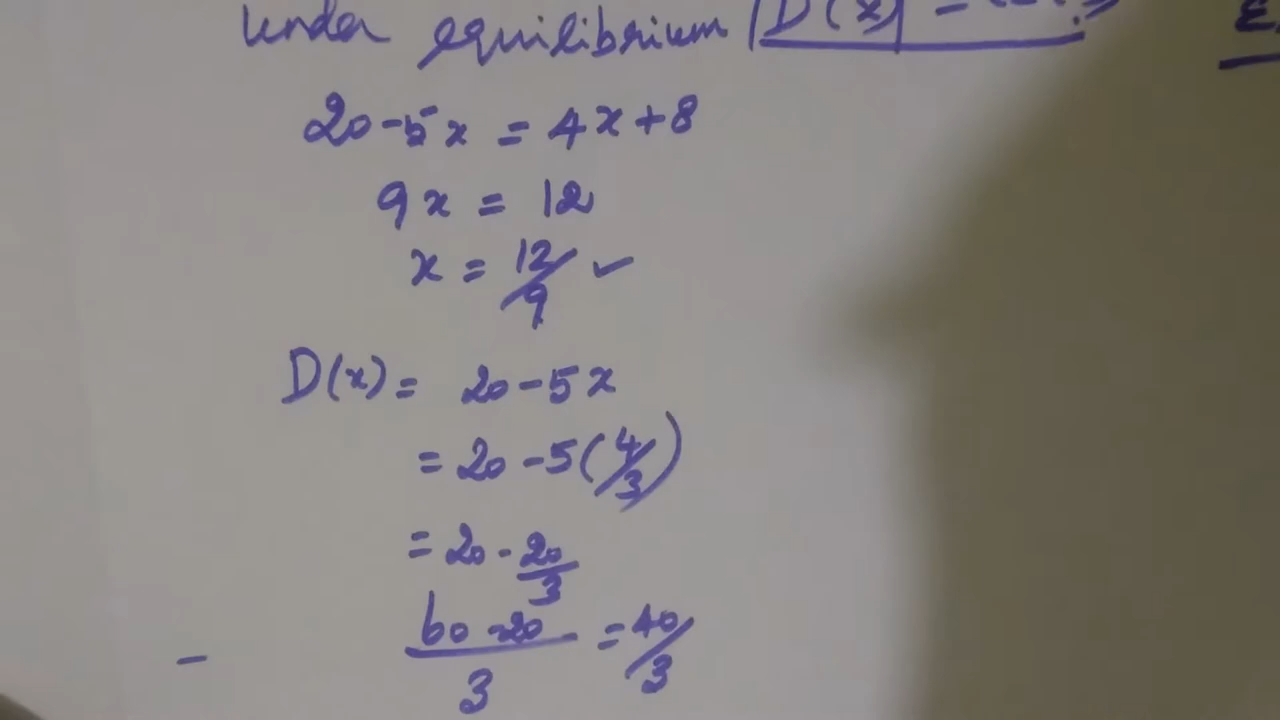 Under equilibrium D(x) =
20-5x = 4x+8
9x = 12
x = 12/9 ✓
D(x) = 20-5x
= 20-5(4/3)
= 20-20/3
60-20/3 = 40/3